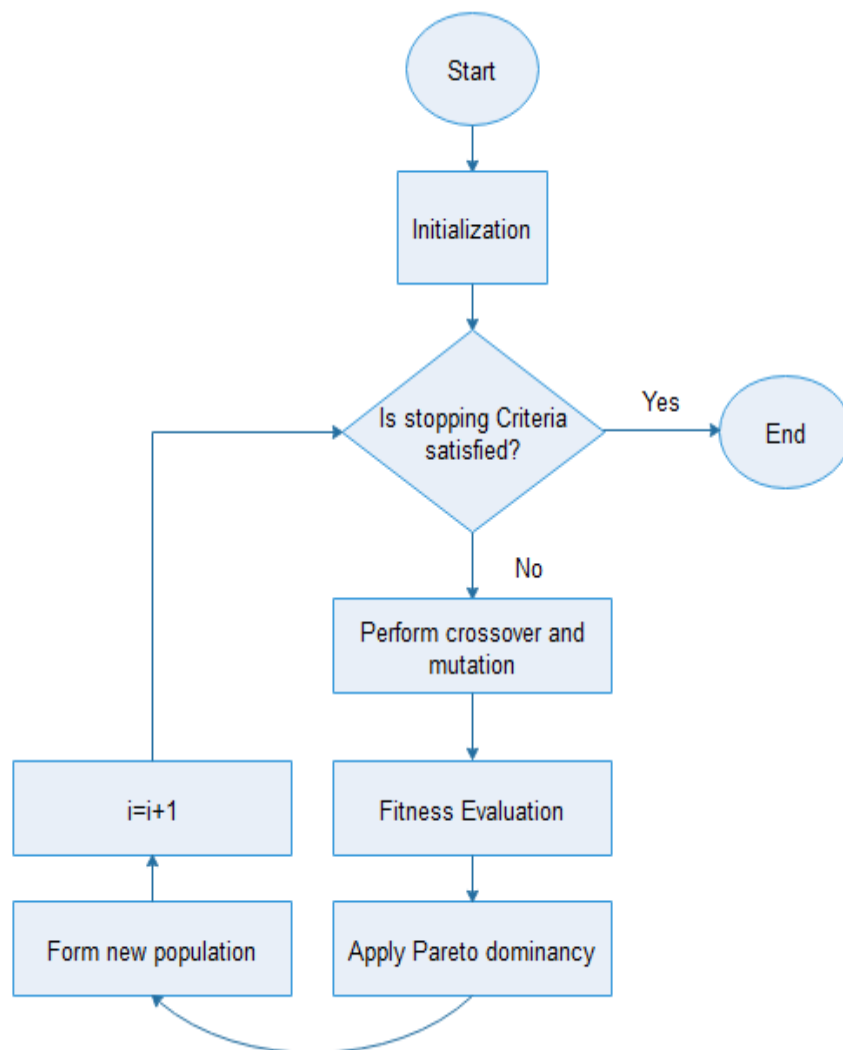 Start
Initialization
Is stopping Criteria
satisfied?
Yes
End
No
Perform crossover and
mutation
Fitness Evaluation
Apply Pareto dominancy
Form new population
i=i+1